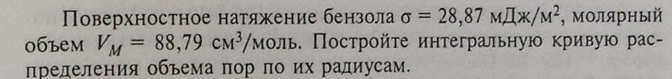 Поверхностное натяжение бензола σ = 28,87 мДж/м², молярный
объем V_M = 88,79 см³/моль. Постройте интегральную кривую рас-
пределения объема пор по их радиусам.